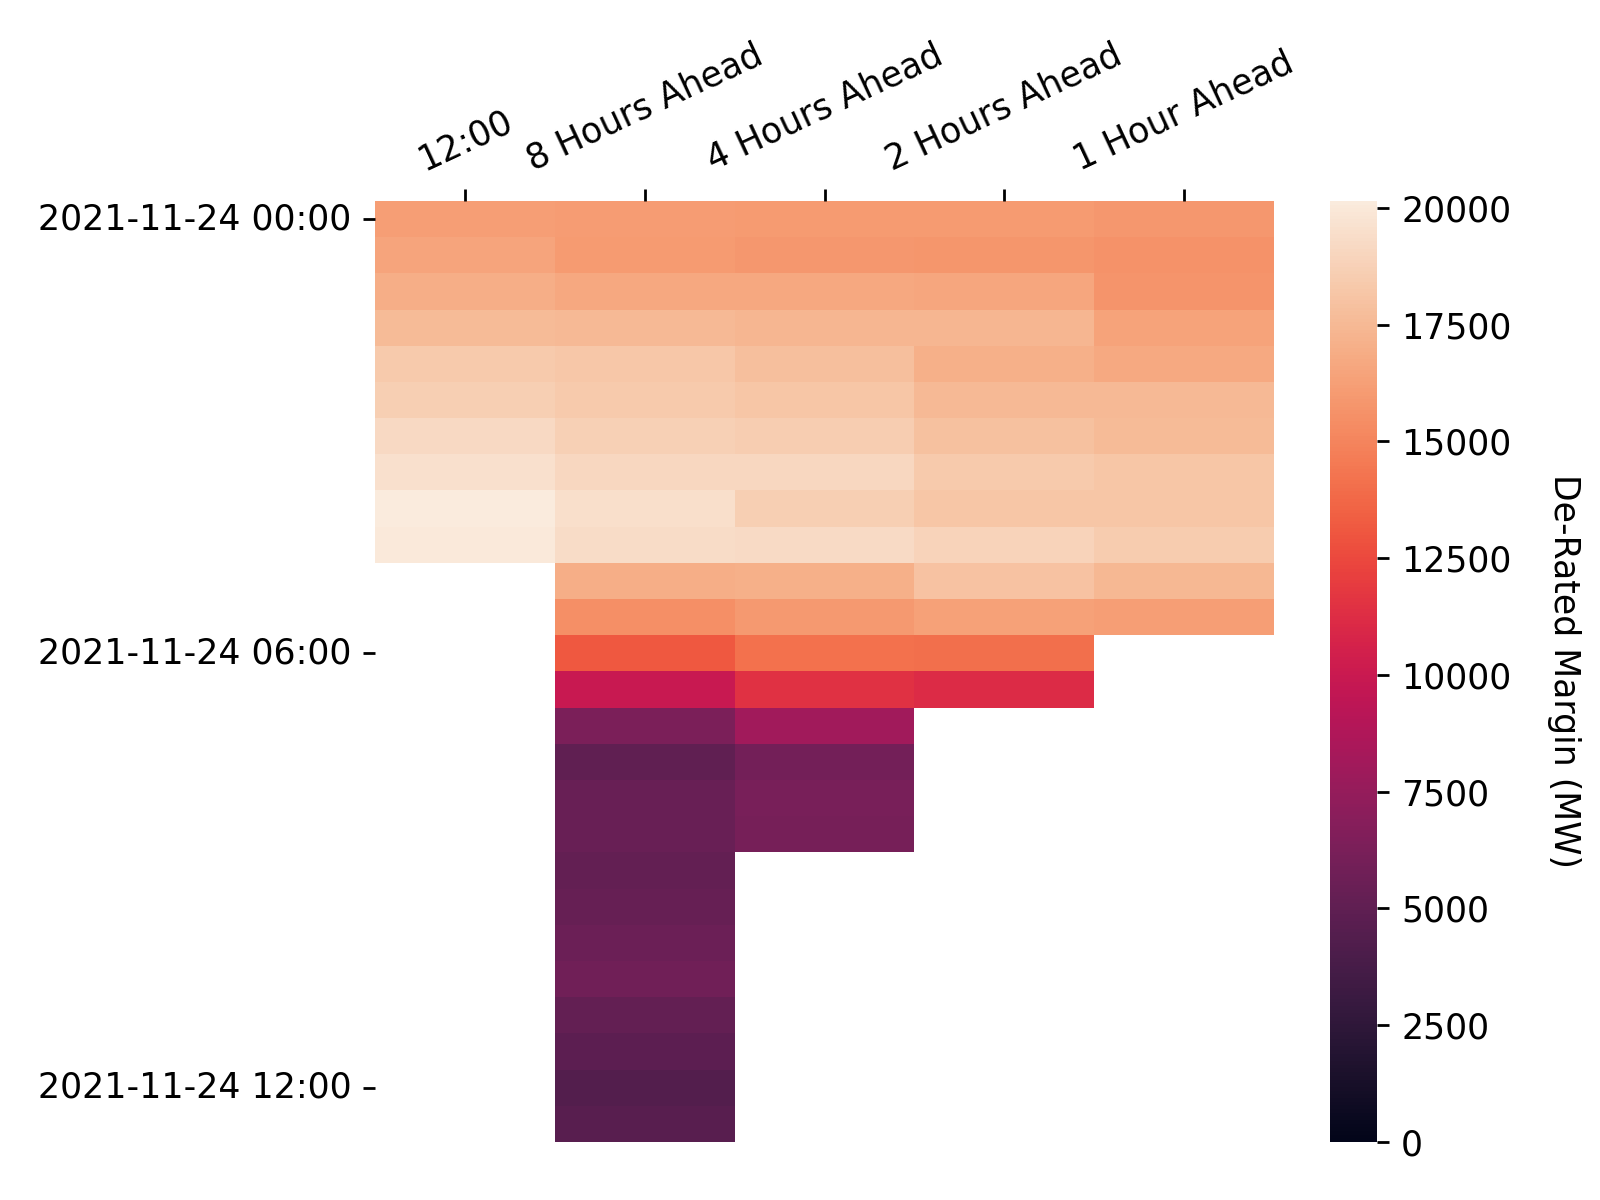 12:00
8 Hours Ahead
4 Hours Ahead
2 Hours Ahead
1 Hour Ahead
2021-11-24 00:00
2021-11-24 06:00
2021-11-24 12:00
20000
17500
15000
12500
10000
7500
5000
2500
0
De-Rated Margin (MW)